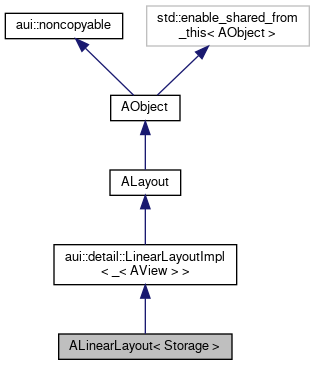 aui::noncopyable
std::enable_shared_from
_this< AObject >
AObject
ALayout
aui::detail::LinearLayoutImpl
< _< AView > >
ALinearLayout< Storage >